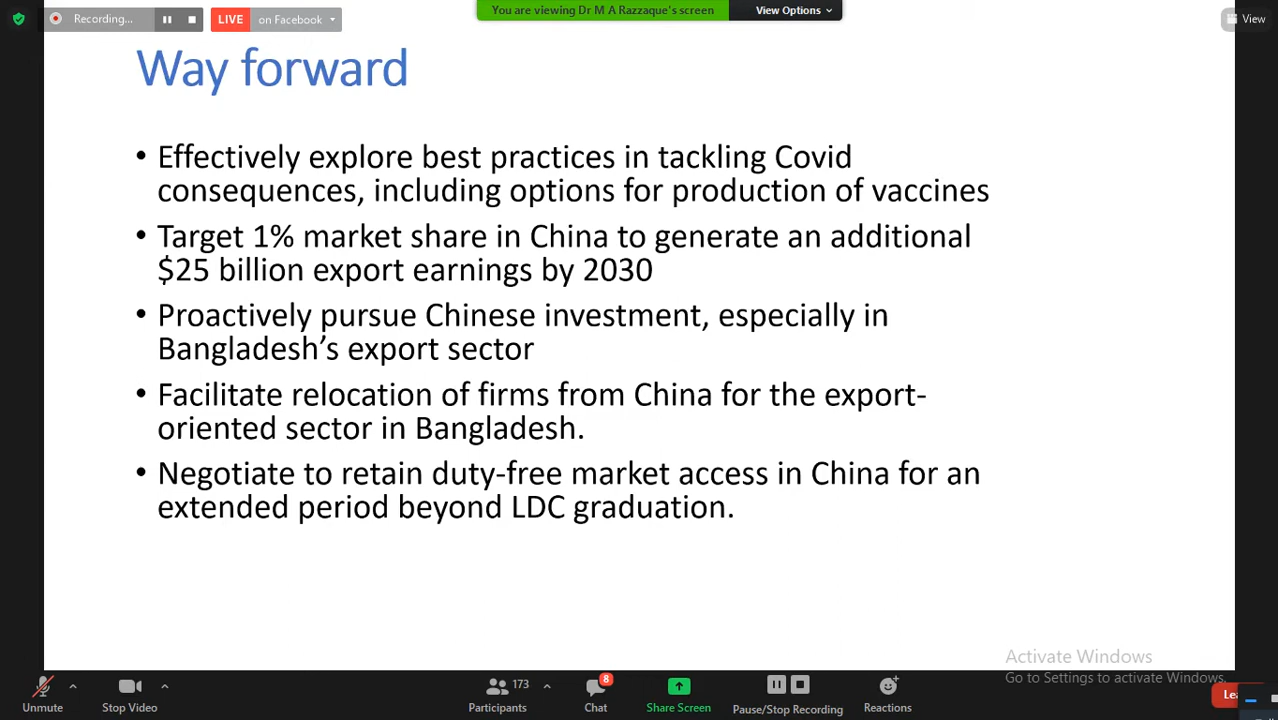 Recording...
LIVE on Facebook
You are viewing Dr M A Razzaque's screen
View Options
View
Way forward
• Effectively explore best practices in tackling Covid
consequences, including options for production of vaccines
• Target 1% market share in China to generate an additional
$25 billion export earnings by 2030
• Proactively pursue Chinese investment, especially in
Bangladesh’s export sector
• Facilitate relocation of firms from China for the export-
oriented sector in Bangladesh.
• Negotiate to retain duty-free market access in China for an
extended period beyond LDC graduation.
Activate Windows
Go to Settings to activate Windows.
173
8
Unmute
Stop Video
Participants
Chat
Share Screen
Pause/Stop Recording
Reactions